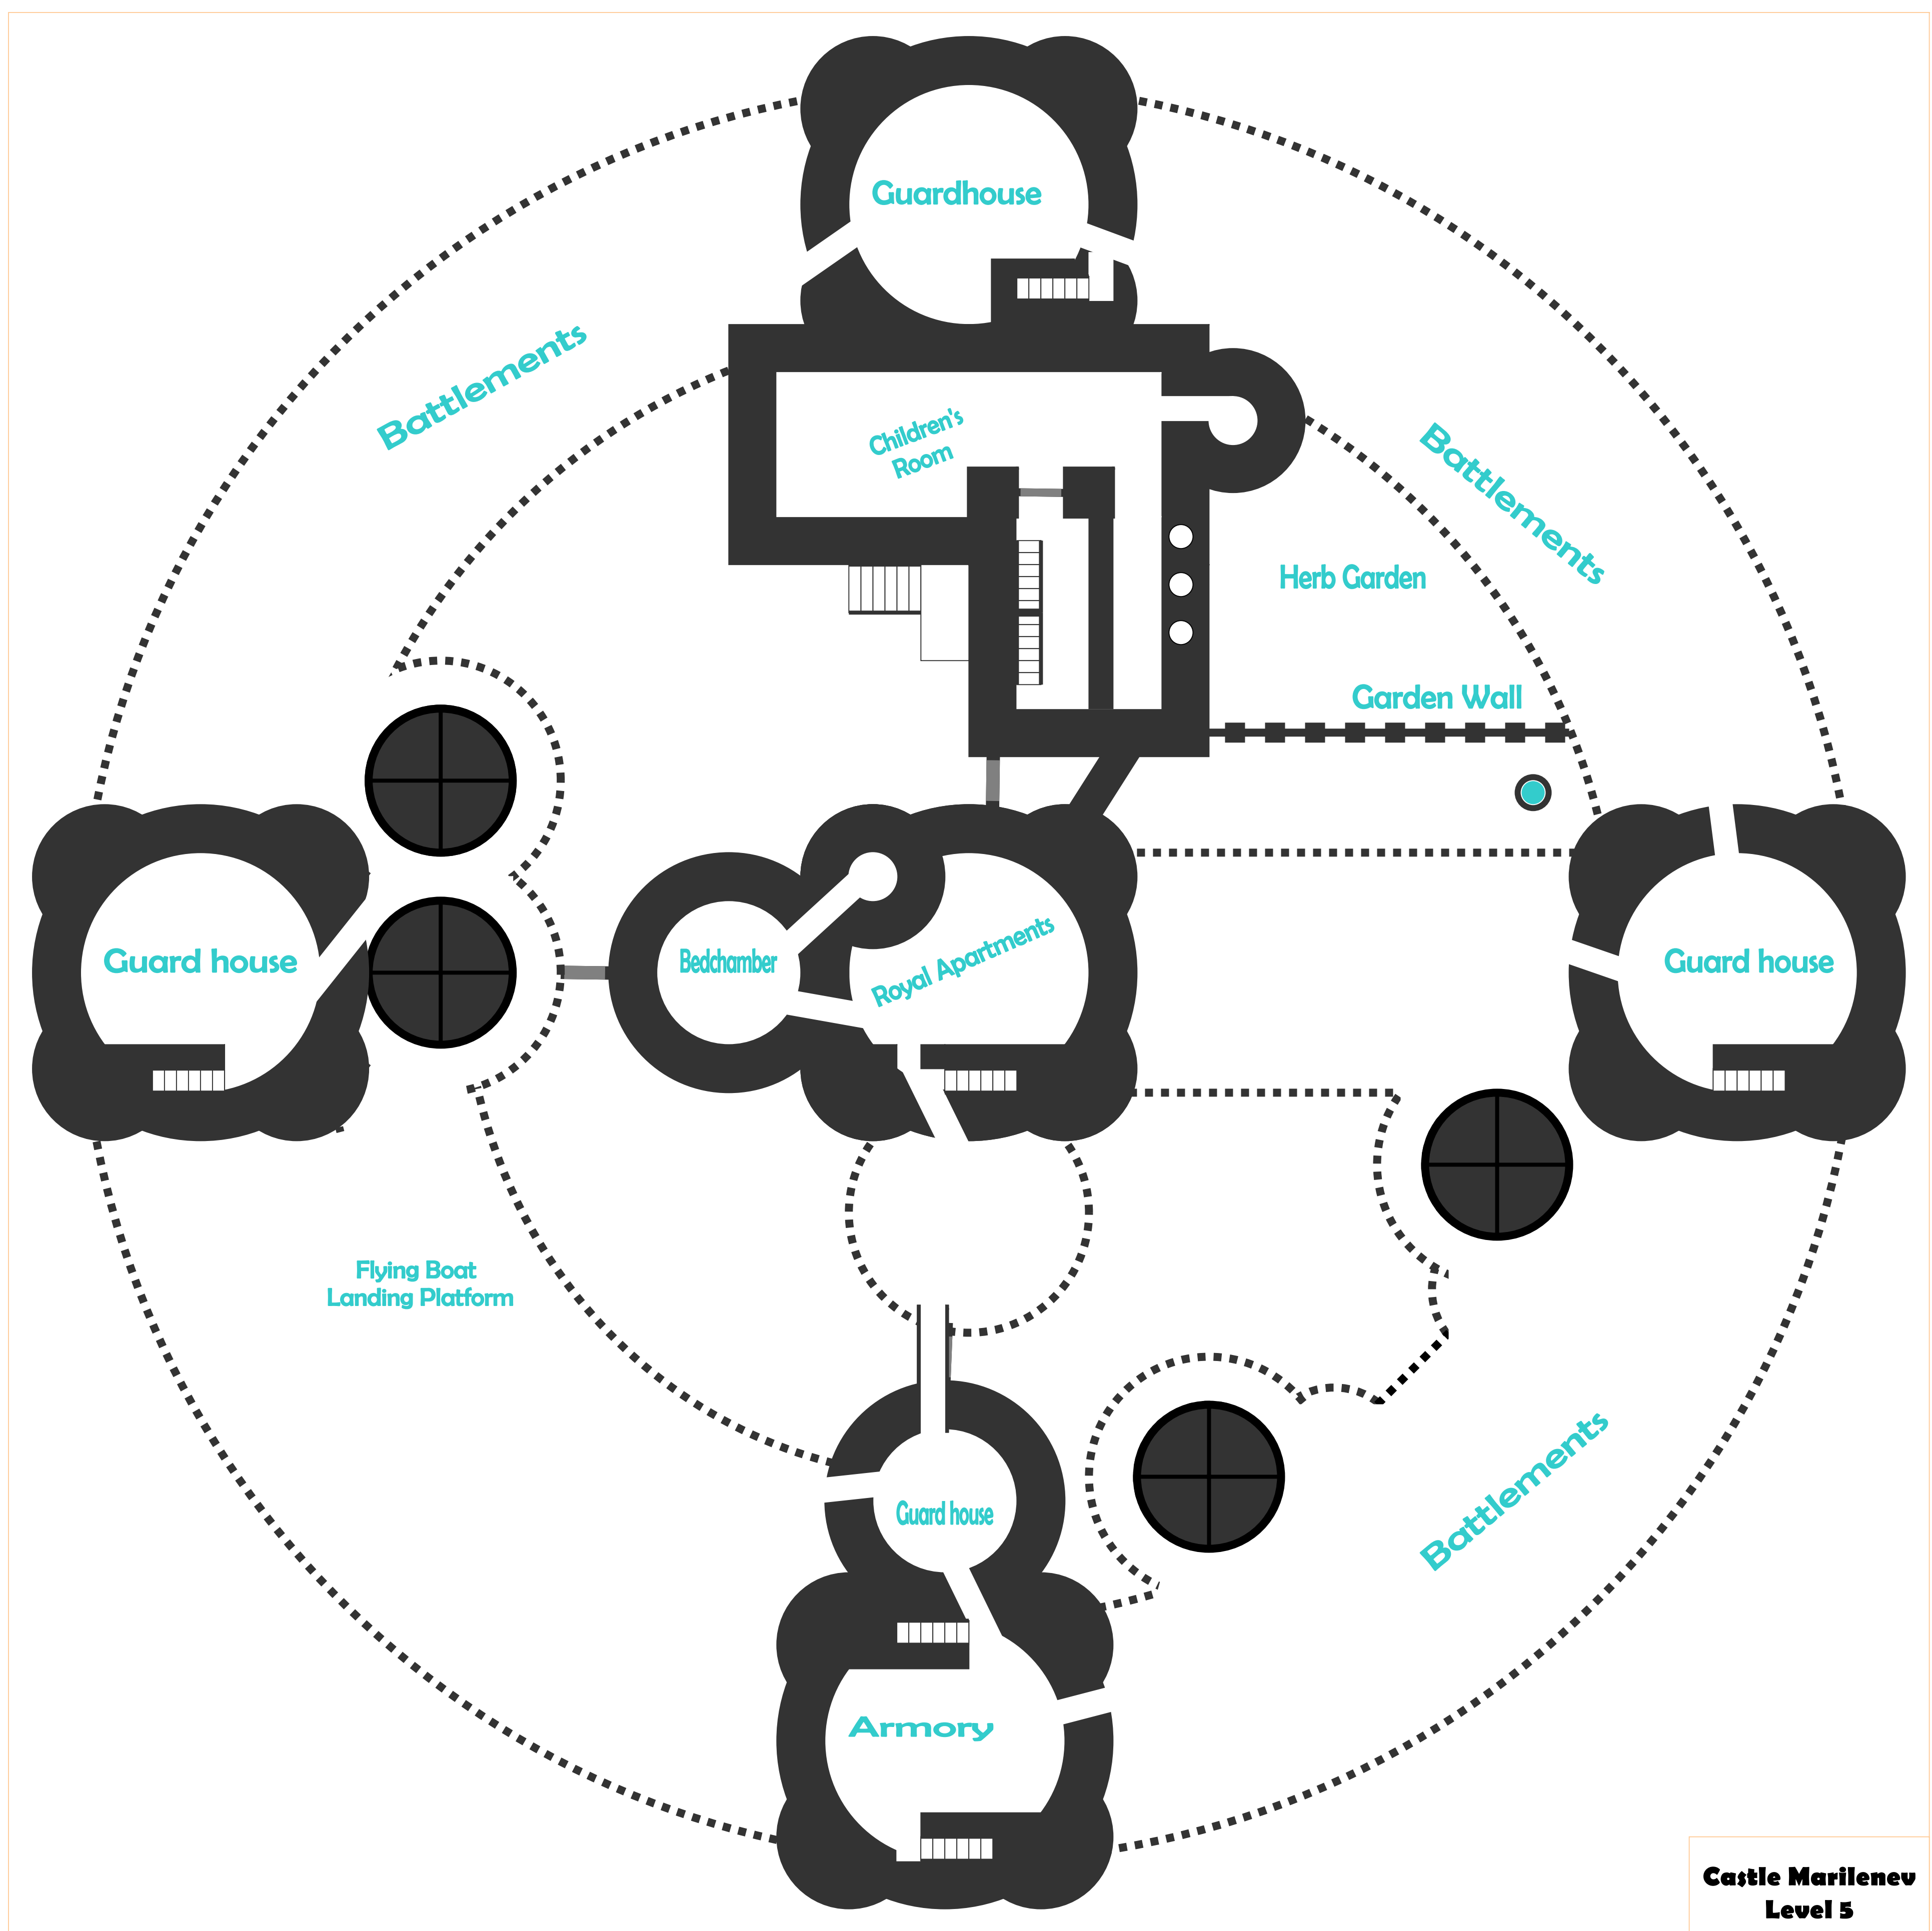 Guardhouse
Battlements
Children's
Room
Battlements
Herb Garden
Garden Wall
Guard house
Bedchamber
Royal Apartments
Guard house
Flying Boat
Landing Platform
Guard house
Battlements
Armory
Castle Marilenev
Level 5